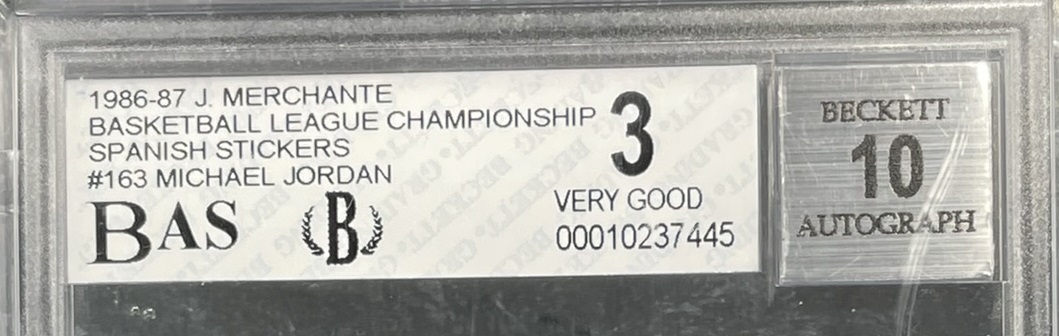 1986-87 J. MERCHANTE
BASKETBALL LEAGUE CHAMPIONSHIP
SPANISH STICKERS
#163 MICHAEL JORDAN
BAS B
3
VERY GOOD
00010237445
BECKETT
10
AUTOGRAPH